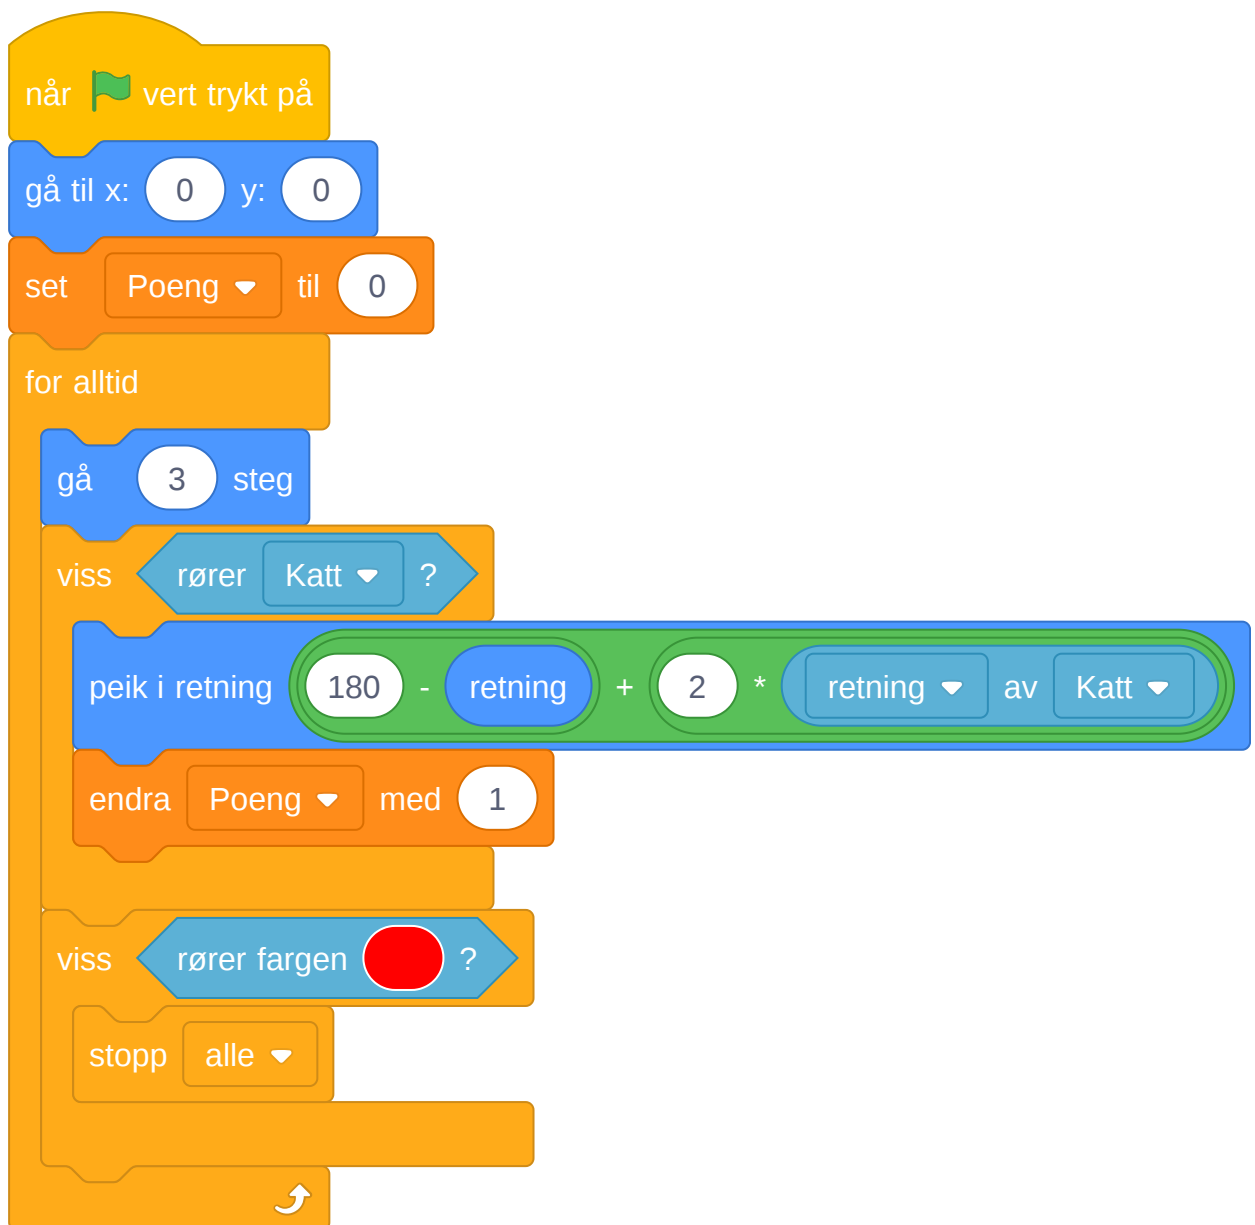 når vert trykt på
gå til x: 0 y: 0
set Poeng til 0
for alltid
gå 3 steg
viss rører Katt ?
peik i retning 180 - retning + 2 * retning av Katt
endra Poeng med 1
viss rører fargen ?
stopp alle